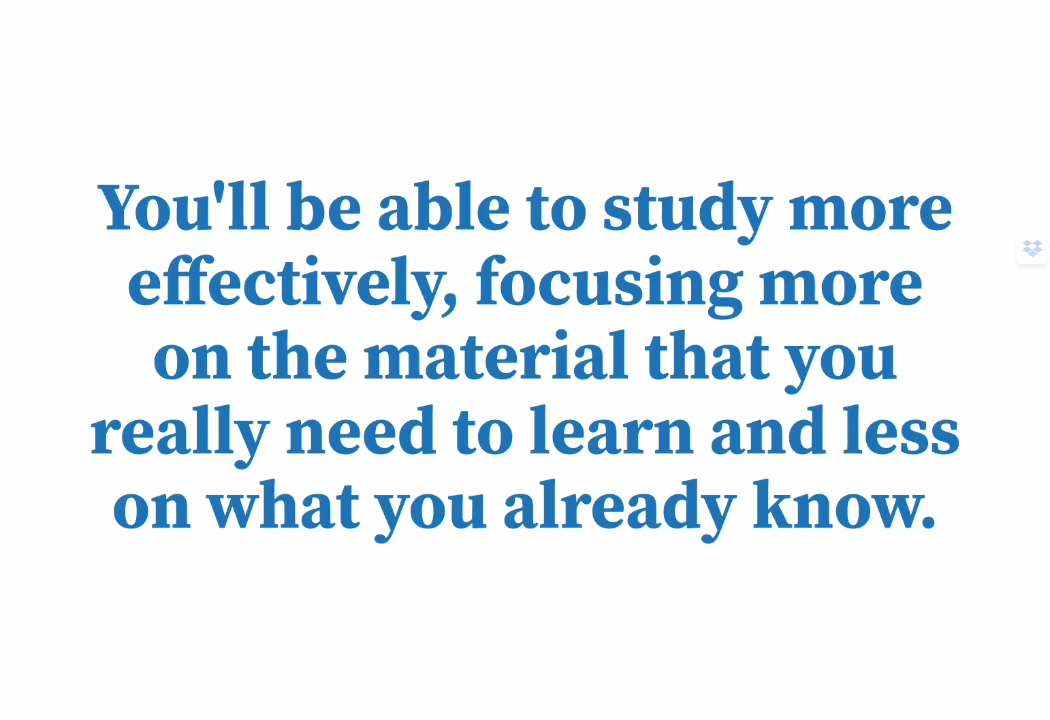 You'll be able to study more
effectively, focusing more
on the material that you
really need to learn and less
on what you already know.